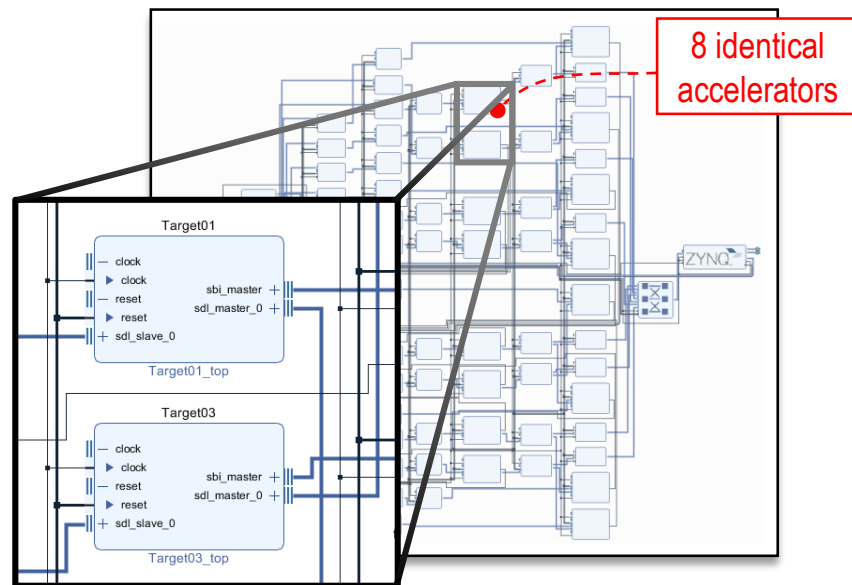 8 identical
accelerators
ZYNQ
Target01
clock
clock
reset
reset
sdl_slave_0
sbi_master
sdl_master_0
Target01_top
Target03
clock
clock
reset
reset
sdl_slave_0
sbi_master
sdl_master_0
Target03_top